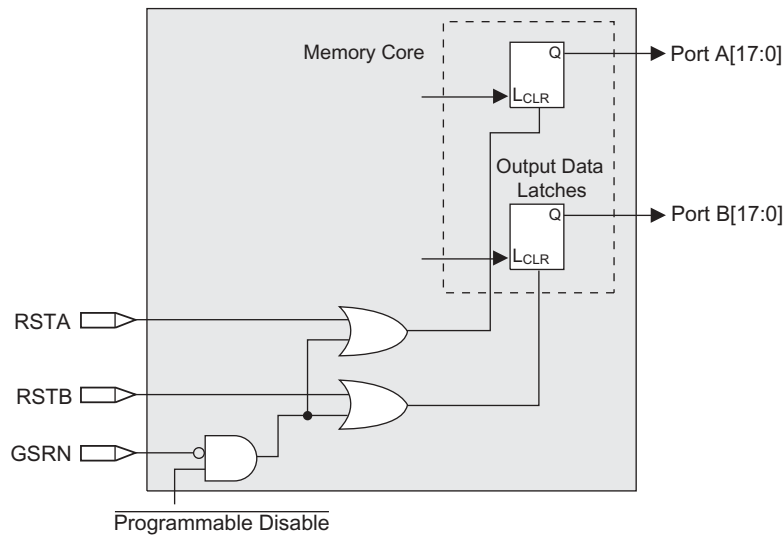 Memory Core
Q
Port A[17:0]
LCLR
Output Data
Latches
Q
Port B[17:0]
LCLR
RSTA
RSTB
GSRN
Programmable Disable